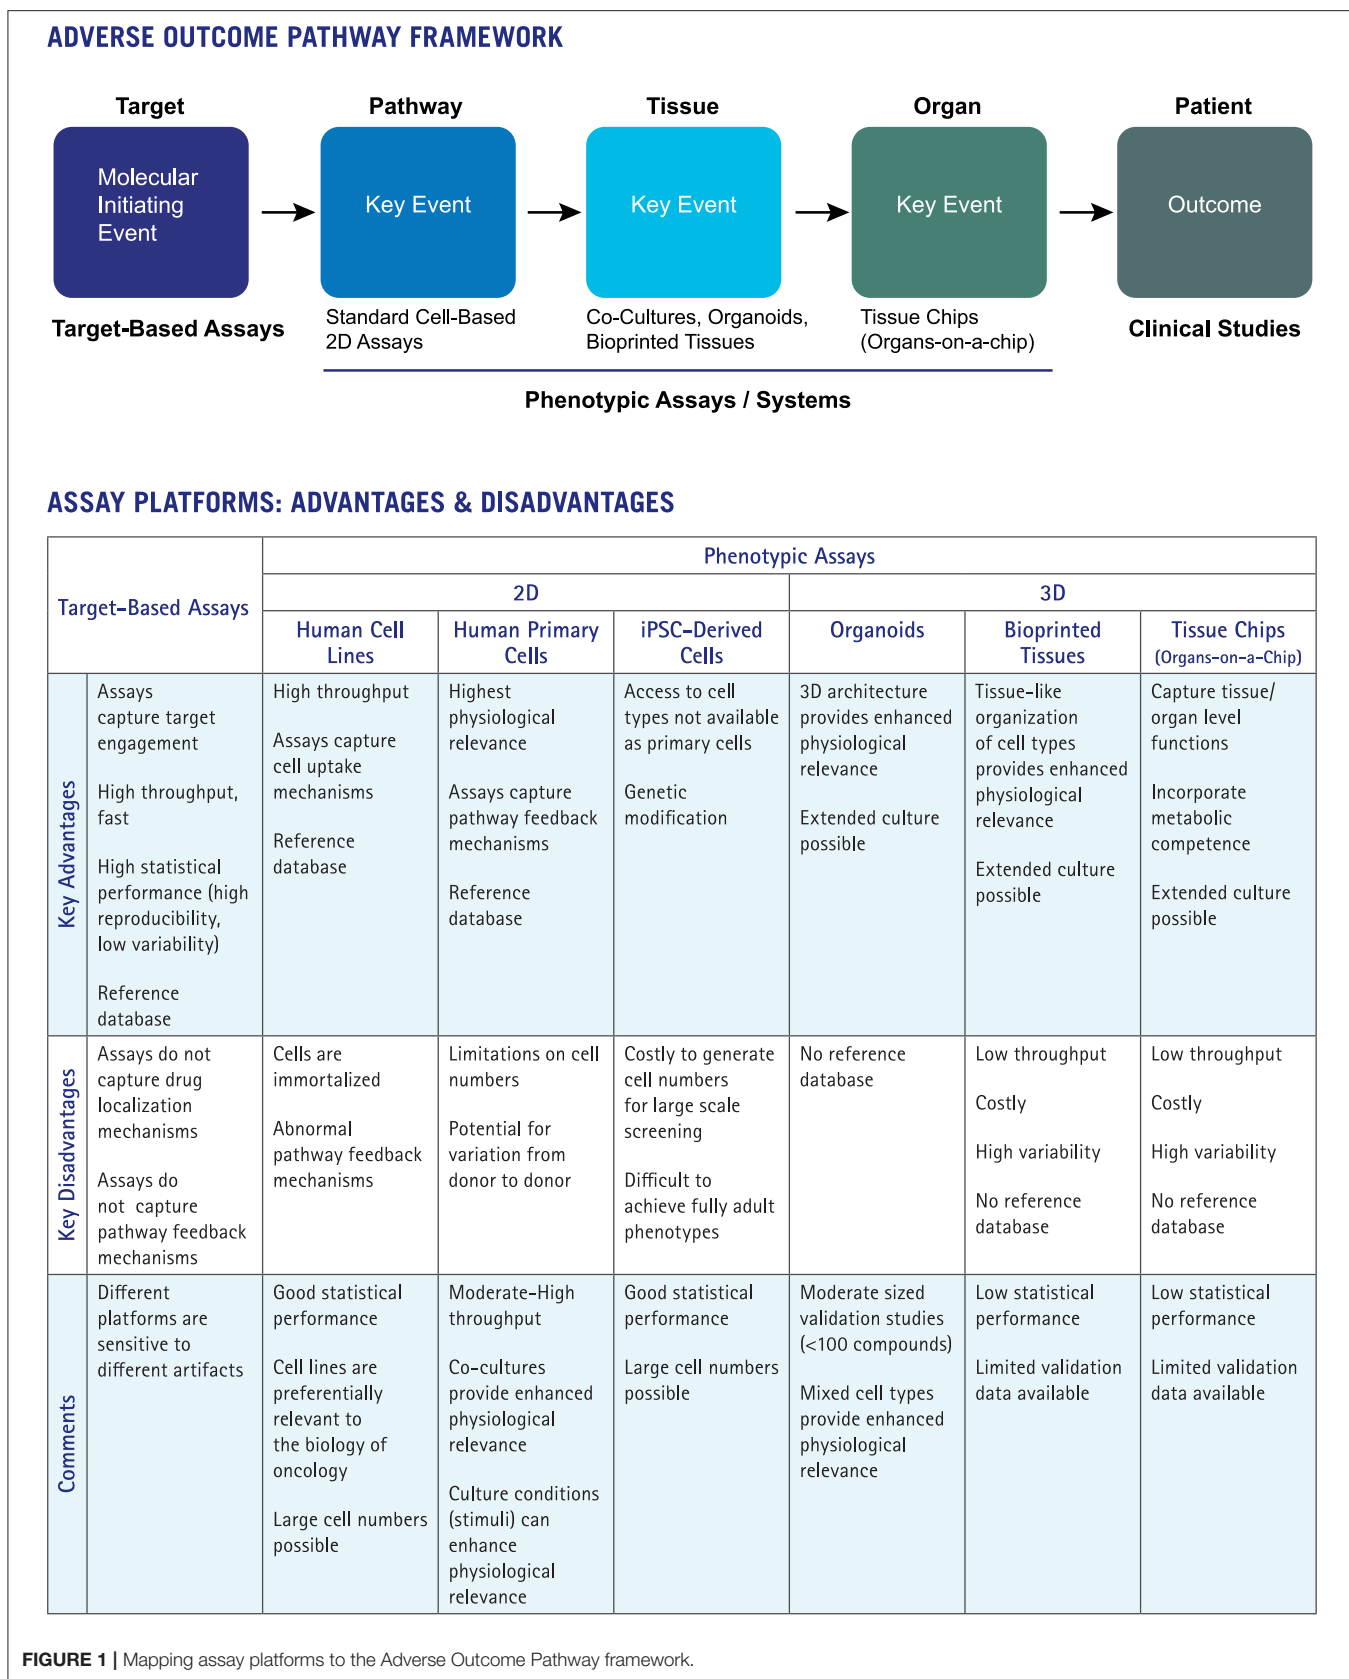 ADVERSE OUTCOME PATHWAY FRAMEWORK
Target
Pathway
Tissue
Organ
Patient
Molecular
Initiating
Event
Key Event
Key Event
Key Event
Outcome
Target-Based Assays
Standard Cell-Based
2D Assays
Co-Cultures, Organoids,
Bioprinted Tissues
Tissue Chips
(Organs-on-a-chip)
Clinical Studies
Phenotypic Assays / Systems
ASSAY PLATFORMS: ADVANTAGES & DISADVANTAGES
Target-Based Assays
Phenotypic Assays
2D
3D
Human Cell
Lines
Human Primary
Cells
iPSC-Derived
Cells
Organoids
Bioprinted
Tissues
Tissue Chips
(Organs-on-a-Chip)
Key Advantages
Assays
capture target
engagement
High throughput,
fast
High statistical
performance (high
reproducibility,
low variability)
Reference
database
High throughput
Assays capture
cell uptake
mechanisms
Reference
database
Highest
physiological
relevance
Assays capture
pathway feedback
mechanisms
Reference
database
Access to cell
types not available
as primary cells
Genetic
modification
3D architecture
provides enhanced
physiological
relevance
Extended culture
possible
Tissue-like
organization
of cell types
provides enhanced
physiological
relevance
Extended culture
possible
Capture tissue/
organ level
functions
Incorporate
metabolic
competence
Extended culture
possible
Key Disadvantages
Assays do not
capture drug
localization
mechanisms
Assays do
not capture
pathway feedback
mechanisms
Cells are
immortalized
Abnormal
pathway feedback
mechanisms
Limitations on cell
numbers
Potential for
variation from
donor to donor
Costly to generate
cell numbers
for large scale
screening
Difficult to
achieve fully adult
phenotypes
No reference
database
Low throughput
Costly
High variability
No reference
database
Low throughput
Costly
High variability
No reference
database
Comments
Different
platforms are
sensitive to
different artifacts
Good statistical
performance
Cell lines are
preferentially
relevant to
the biology of
oncology
Large cell numbers
possible
Moderate-High
throughput
Co-cultures
provide enhanced
physiological
relevance
Culture conditions
(stimuli) can
enhance
physiological
relevance
Good statistical
performance
Large cell numbers
possible
Moderate sized
validation studies
(<100 compounds)
Mixed cell types
provide enhanced
physiological
relevance
Low statistical
performance
Limited validation
data available
Low statistical
performance
Limited validation
data available
FIGURE 1 | Mapping assay platforms to the Adverse Outcome Pathway framework.